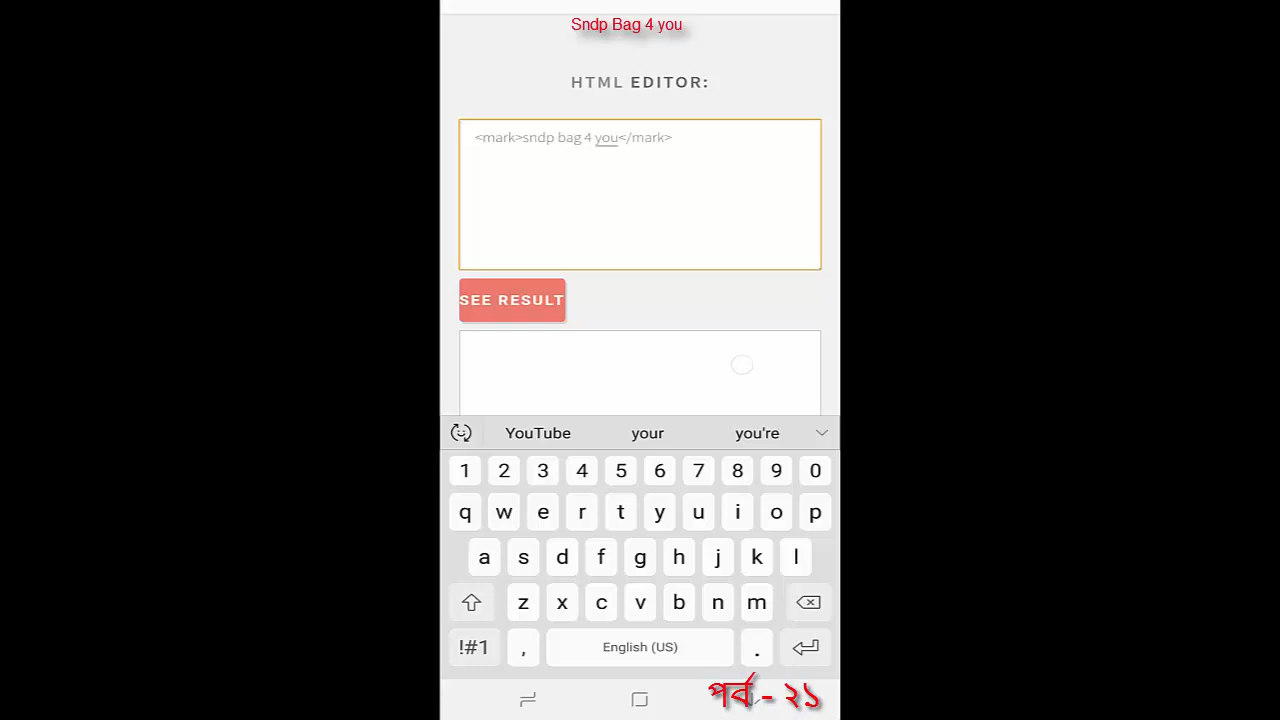 Sndp Bag 4 you
HTML EDITOR:
<mark>sndp bag 4 you</mark>
SEE RESULT
YouTube your you're
1 2 3 4 5 6 7 8 9 0
q w e r t y u i o p
a s d f g h j k l
z x c v b n m
!#1 , English (US) .
পর্ব - ২১